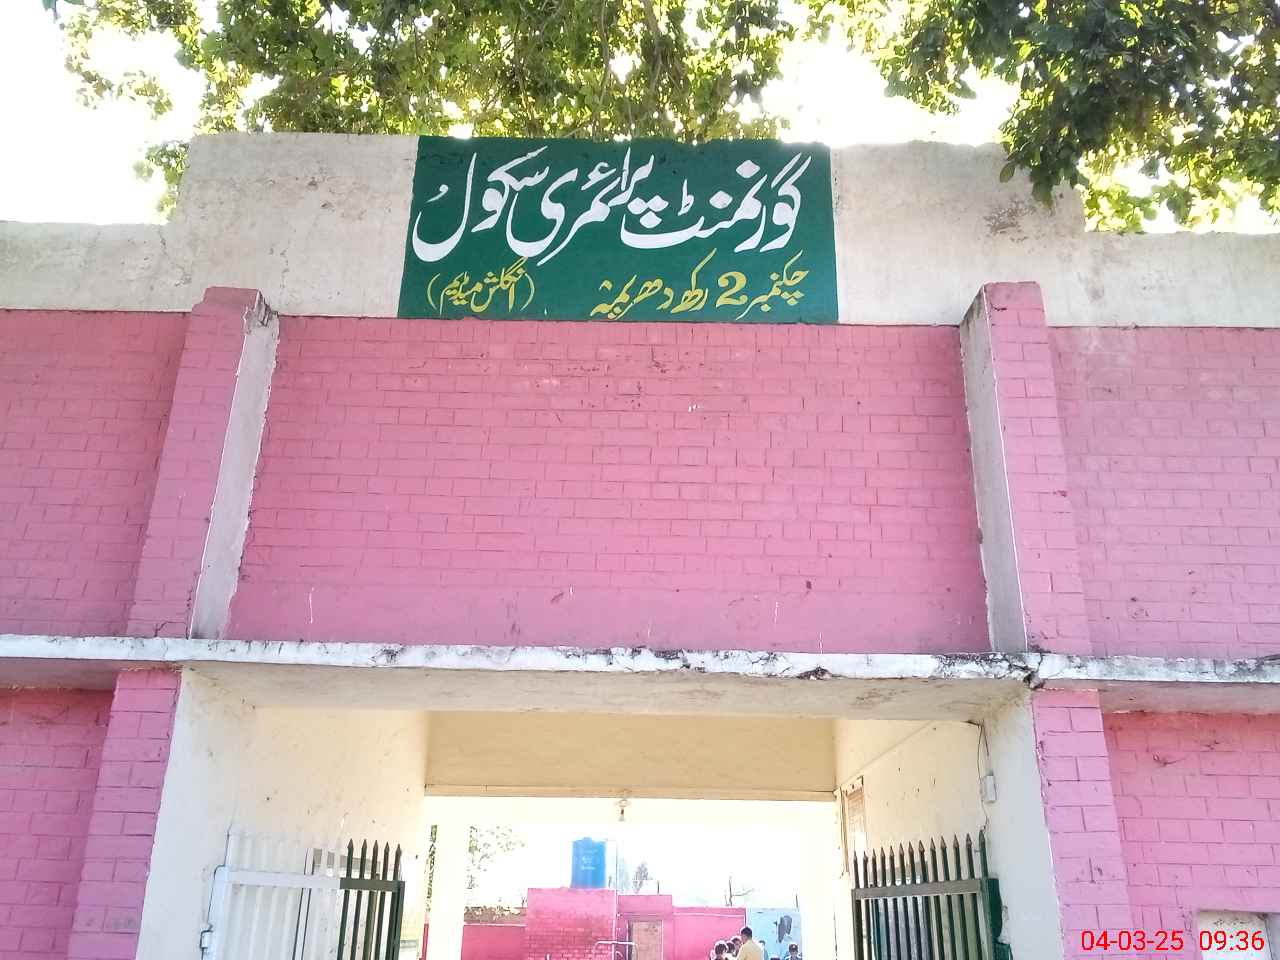 گورنمنٹ پرائمری سکول
چکنمبر 2 رکھ دھریمہ (انگلش میڈیم)
04-03-25 09:36